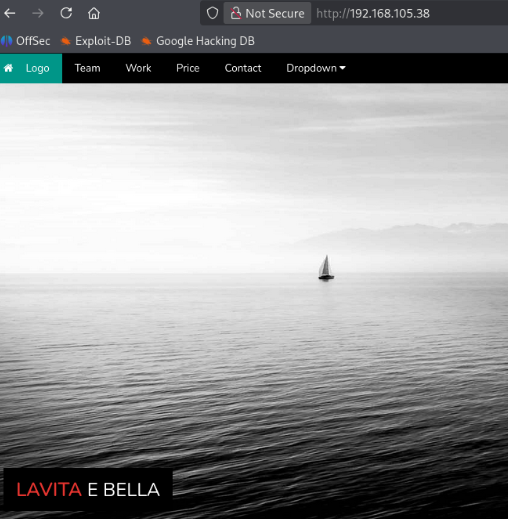 Not Secure http://192.168.105.38
OffSec Exploit-DB Google Hacking DB
Logo Team Work Price Contact Dropdown
LAVITA E BELLA